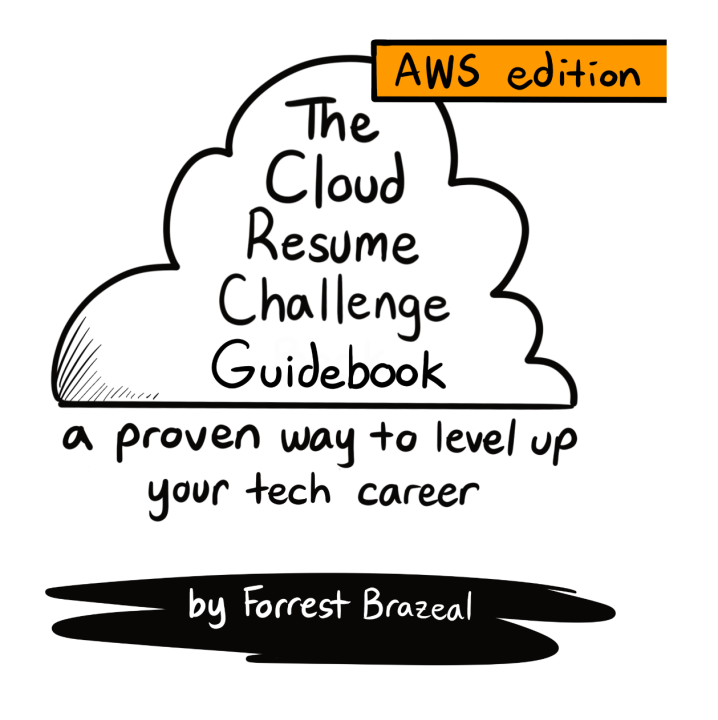 AWS edition
The
Cloud
Resume
Challenge
Guidebook
a proven way to level up
your tech career
by Forrest Brazeal